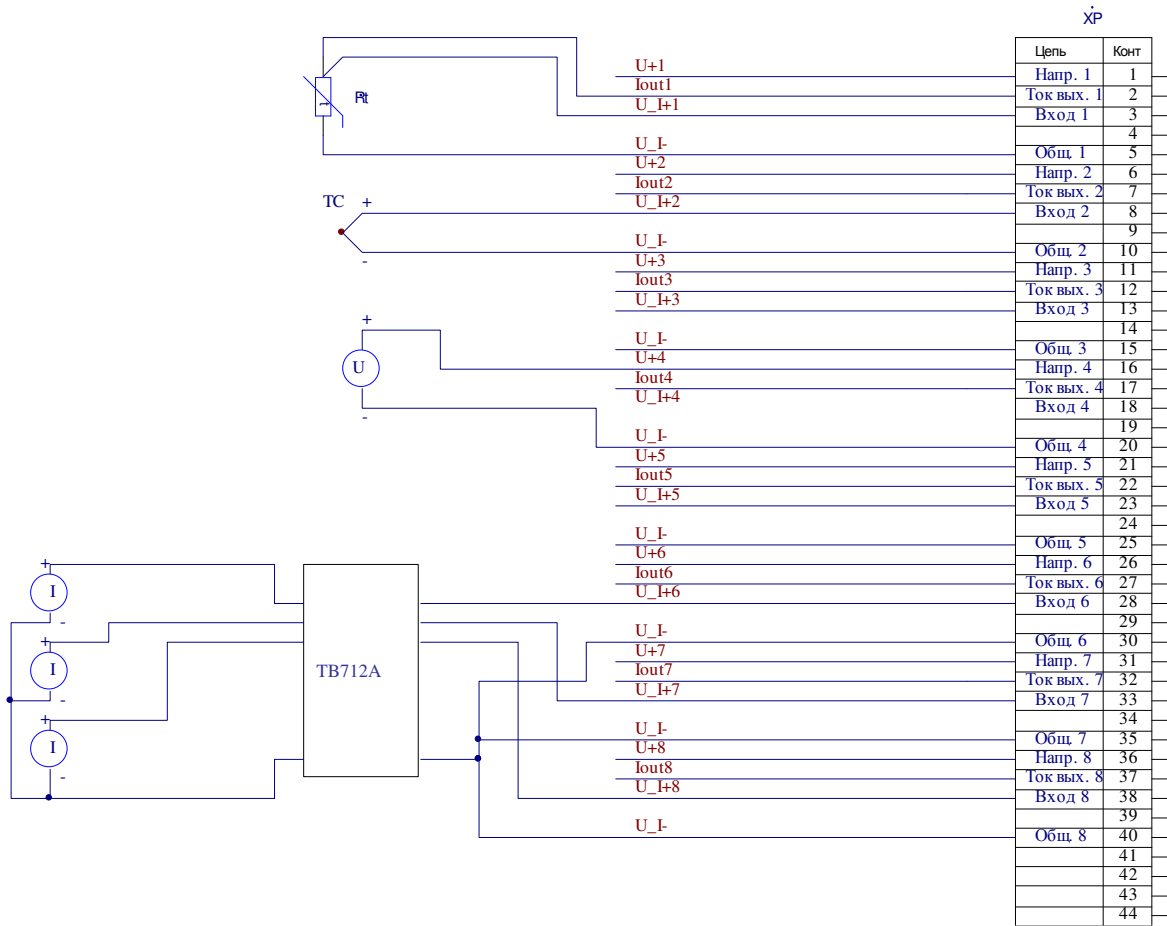 XP
Цепь Конт
U+1
Напр. 1 1
Iout1
Ток вых. 1 2
Rt
U_I+1
Вход 1 3
4
U_I-
Общ. 1 5
U+2
Напр. 2 6
Iout2
Ток вых. 2 7
TC +
U_I+2
Вход 2 8
9
U_I-
Общ. 2 10
-
U+3
Напр. 3 11
Iout3
Ток вых. 3 12
U_I+3
Вход 3 13
+
14
U_I-
Общ. 3 15
U
U+4
Напр. 4 16
Iout4
Ток вых. 4 17
U_I+4
Вход 4 18
-
19
U_I-
Общ. 4 20
U+5
Напр. 5 21
Iout5
Ток вых. 5 22
U_I+5
Вход 5 23
24
U_I-
Общ. 5 25
U+6
Напр. 6 26
+
Iout6
Ток вых. 6 27
I
U_I+6
Вход 6 28
-
29
U_I-
Общ. 6 30
+
U+7
Напр. 7 31
I
TB712A
Iout7
Ток вых. 7 32
U_I+7
Вход 7 33
-
34
+
U_I-
Общ. 7 35
I
U+8
Напр. 8 36
Iout8
Ток вых. 8 37
-
U_I+8
Вход 8 38
39
U_I-
Общ. 8 40
41
42
43
44